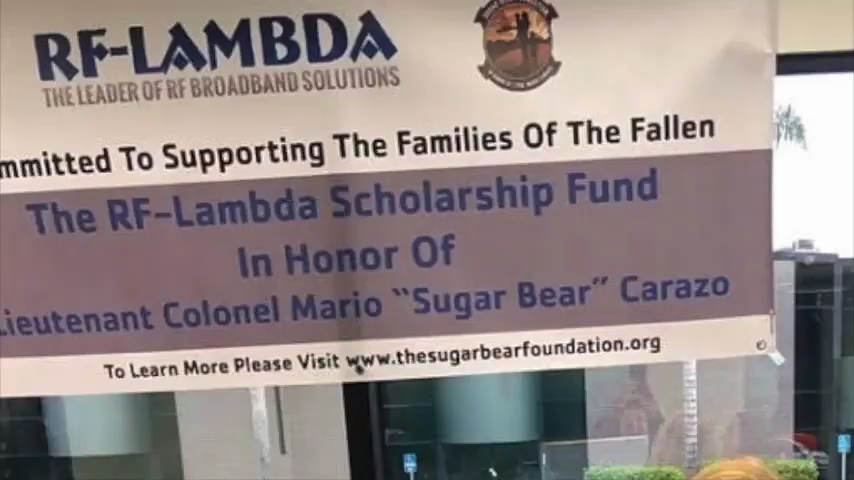 RF-LAMBDA
THE LEADER OF RF BROADBAND SOLUTIONS
mmitted To Supporting The Families Of The Fallen
The RF-Lambda Scholarship Fund
In Honor Of
Lieutenant Colonel Mario “Sugar Bear” Carazo
To Learn More Please Visit www.thesugarbearfoundation.org